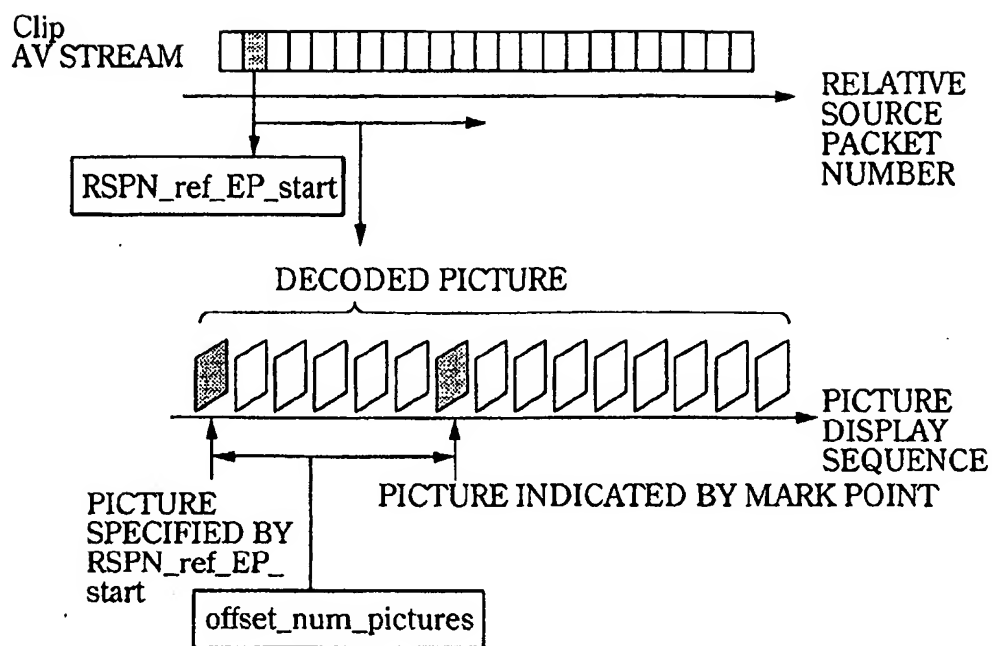 Clip
AV STREAM
RELATIVE
SOURCE
PACKET
NUMBER
RSPN_ref_EP_start
DECODED PICTURE
PICTURE
DISPLAY
SEQUENCE
PICTURE INDICATED BY MARK POINT
PICTURE
SPECIFIED BY
RSPN_ref_EP_
start
offset_num_pictures